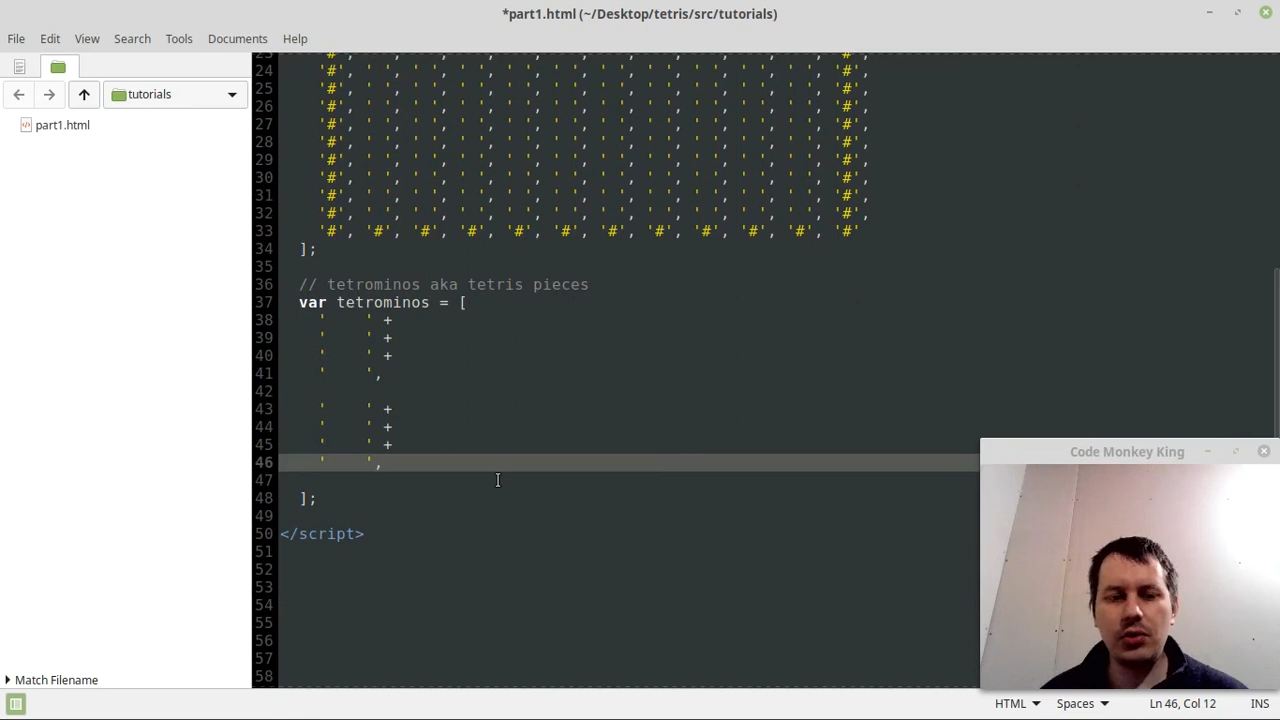 *part1.html (~/Desktop/tetris/src/tutorials)
File Edit View Search Tools Documents Help
tutorials
part1.html
Match Filename
23 '#', ' ', ' ', ' ', ' ', ' ', ' ', ' ', ' ', ' ', ' ', '#',
24 '#', ' ', ' ', ' ', ' ', ' ', ' ', ' ', ' ', ' ', ' ', '#',
25 '#', ' ', ' ', ' ', ' ', ' ', ' ', ' ', ' ', ' ', ' ', '#',
26 '#', ' ', ' ', ' ', ' ', ' ', ' ', ' ', ' ', ' ', ' ', '#',
27 '#', ' ', ' ', ' ', ' ', ' ', ' ', ' ', ' ', ' ', ' ', '#',
28 '#', ' ', ' ', ' ', ' ', ' ', ' ', ' ', ' ', ' ', ' ', '#',
29 '#', ' ', ' ', ' ', ' ', ' ', ' ', ' ', ' ', ' ', ' ', '#',
30 '#', ' ', ' ', ' ', ' ', ' ', ' ', ' ', ' ', ' ', ' ', '#',
31 '#', ' ', ' ', ' ', ' ', ' ', ' ', ' ', ' ', ' ', ' ', '#',
32 '#', ' ', ' ', ' ', ' ', ' ', ' ', ' ', ' ', ' ', ' ', '#',
33 '#', '#', '#', '#', '#', '#', '#', '#', '#', '#', '#', '#'
34 ];
35
36 // tetrominos aka tetris pieces
37 var tetrominos = [
38 '    ' +
39 '    ' +
40 '    ' +
41 '    ',
42
43 '    ' +
44 '    ' +
45 '    ' +
46 '    ',
47
48 ];
49
50 </script>
51
52
53
54
55
56
57
58
Code Monkey King
HTML Spaces Ln 46, Col 12 INS